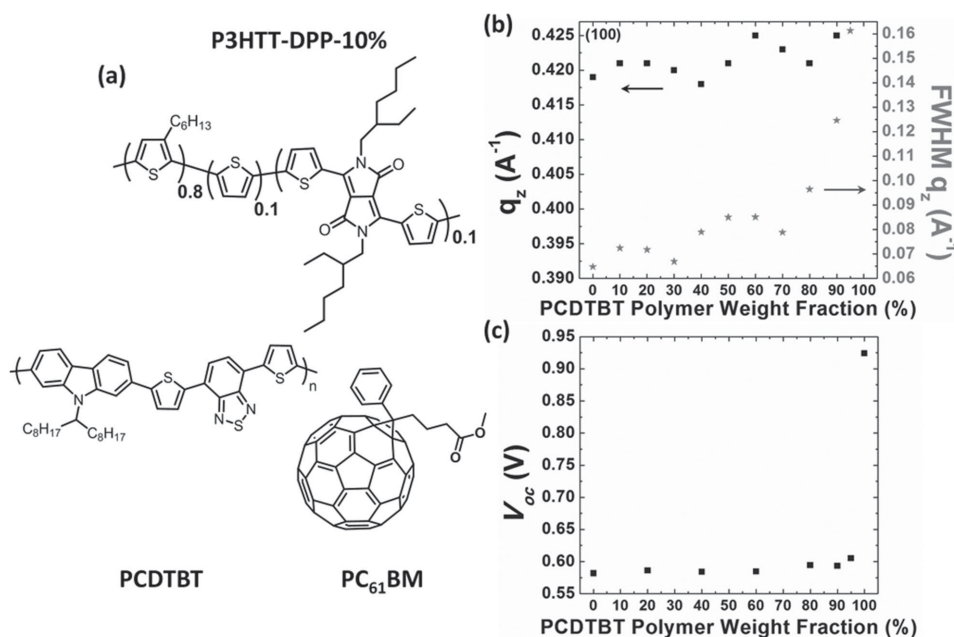 P3HTT-DPP-10%
(a)
C6H13
S
S
S
N
O
O
N
S
0.8
0.1
0.1
N
S
S
N
N
S
n
C8H17
C8H17
O
O
PCDTBT
PC61BM
(b)
(100)
0.425
0.420
0.415
0.410
0.405
0.400
0.395
0.390
qz (A-1)
0.16
0.15
0.14
0.13
0.12
0.11
0.10
0.09
0.08
0.07
0.06
FWHM qz (A-1)
0 10 20 30 40 50 60 70 80 90 100
PCDTBT Polymer Weight Fraction (%)
(c)
0.95
0.90
0.85
0.80
0.75
0.70
0.65
0.60
0.55
0.50
Voc (V)
0 10 20 30 40 50 60 70 80 90 100
PCDTBT Polymer Weight Fraction (%)